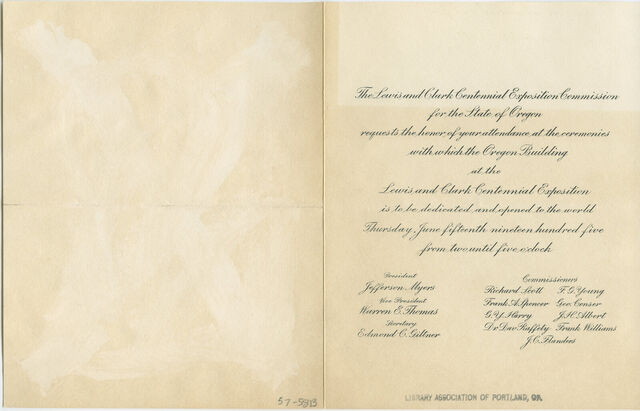 The Lewis and Clark Centennial Exposition Commission
for the State of Oregon
requests the honor of your attendance at the ceremonies
with which the Oregon Building
at the
Lewis and Clark Centennial Exposition
is to be dedicated and opened to the world
Thursday, June fifteenth nineteen hundred five
from two until five o'clock
President
Jefferson Myers
Vice President
Warren E. Thomas
Secretary
Edmond C. Giltner
Commissioners
Richard Scott F. G. Young
Frank A. Spencer Geo. Conser
G. Y. Harry J. H. Albert
Dr. Dav. Raffety Frank Williams
J. C. Flanders
57-5313
LIBRARY ASSOCIATION OF PORTLAND, OR.